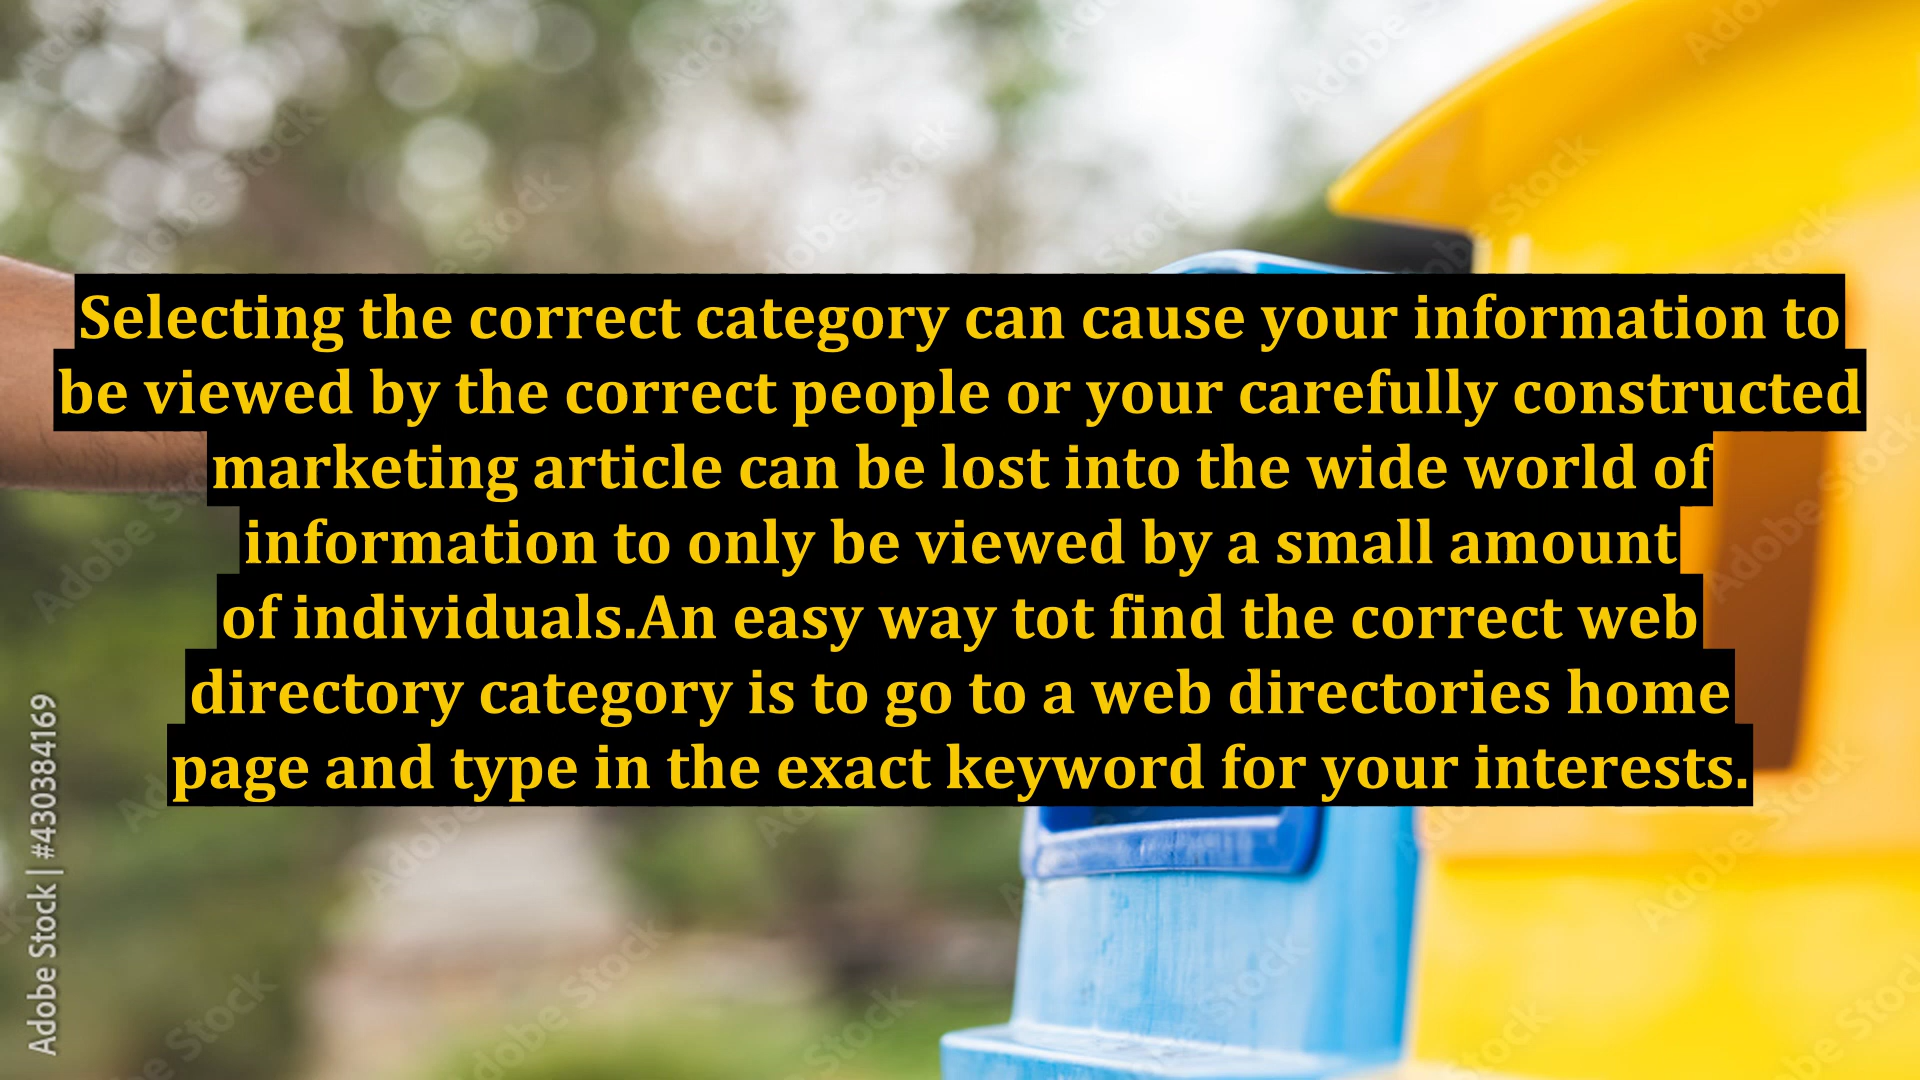 Selecting the correct category can cause your information to
be viewed by the correct people or your carefully constructed
marketing article can be lost into the wide world of
information to only be viewed by a small amount
of individuals.An easy way tot find the correct web
directory category is to go to a web directories home
page and type in the exact keyword for your interests.
Adobe Stock | #430384169